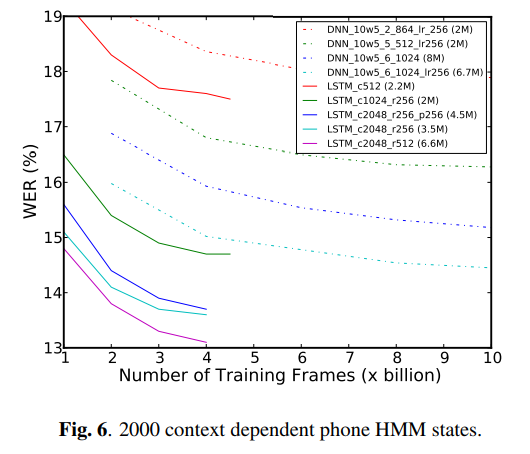 19
18
17
16
15
14
13
WER (%)
DNN_10w5_2_864_lr_256 (2M)
DNN_10w5_5_512_lr256 (2M)
DNN_10w5_6_1024 (8M)
DNN_10w5_6_1024_lr256 (6.7M)
LSTM_c512 (2.2M)
LSTM_c1024_r256 (2M)
LSTM_c2048_r256_p256 (4.5M)
LSTM_c2048_r256 (3.5M)
LSTM_c2048_r512 (6.6M)
1 2 3 4 5 6 7 8 9 10
Number of Training Frames (x billion)
Fig. 6. 2000 context dependent phone HMM states.